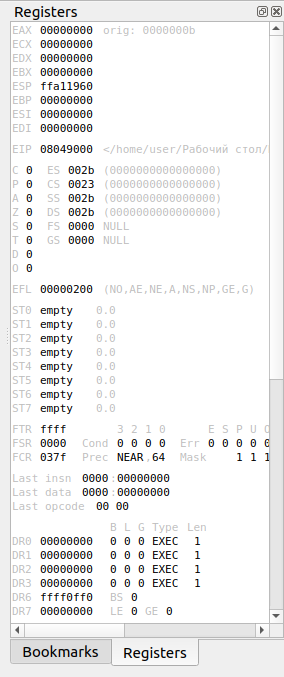 Registers
EAX 00000000 orig: 0000000b
ECX 00000000
EDX 00000000
EBX 00000000
ESP ffa11960
EBP 00000000
ESI 00000000
EDI 00000000
EIP 08049000 </home/user/Рабочий стол/
C 0 ES 002b (0000000000000000)
P 0 CS 0023 (0000000000000000)
A 0 SS 002b (0000000000000000)
Z 0 DS 002b (0000000000000000)
S 0 FS 0000 NULL
T 0 GS 0000 NULL
D 0
O 0
EFL 00000200 (NO,AE,NE,A,NS,NP,GE,G)
ST0 empty 0.0
ST1 empty 0.0
ST2 empty 0.0
ST3 empty 0.0
ST4 empty 0.0
ST5 empty 0.0
ST6 empty 0.0
ST7 empty 0.0
FTR ffff 3 2 1 0 E S P U O
FSR 0000 Cond 0 0 0 0 Err 0 0 0 0 0
FCR 037f Prec NEAR,64 Mask 1 1 1
Last insn 0000:00000000
Last data 0000:00000000
Last opcode 00 00
B L G Type Len
DR0 00000000 0 0 0 EXEC 1
DR1 00000000 0 0 0 EXEC 1
DR2 00000000 0 0 0 EXEC 1
DR3 00000000 0 0 0 EXEC 1
DR6 ffff0ff0 BS 0
DR7 00000000 LE 0 GE 0
Bookmarks Registers